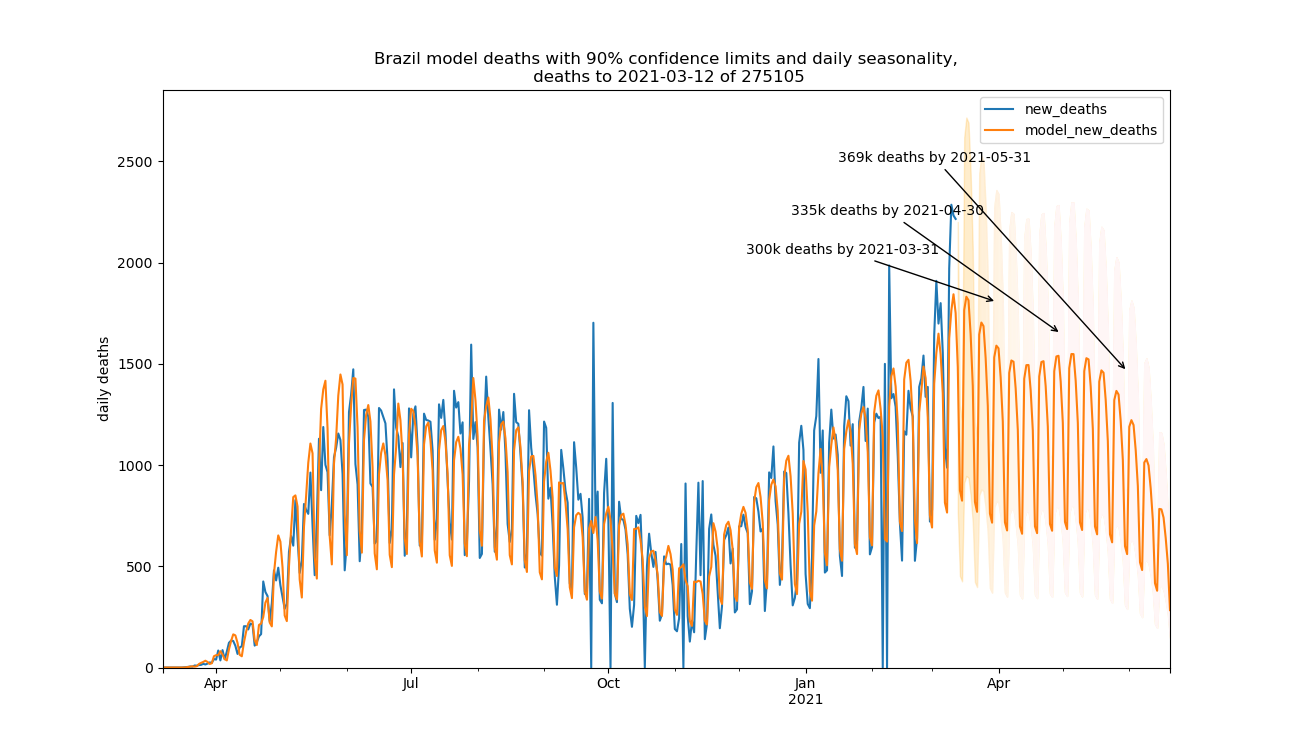 Brazil model deaths with 90% confidence limits and daily seasonality,
deaths to 2021-03-12 of 275105
new_deaths
model_new_deaths
369k deaths by 2021-05-31
335k deaths by 2021-04-30
300k deaths by 2021-03-31
daily deaths
2500
2000
1500
1000
500
0
Apr
Jul
Oct
Jan
2021
Apr